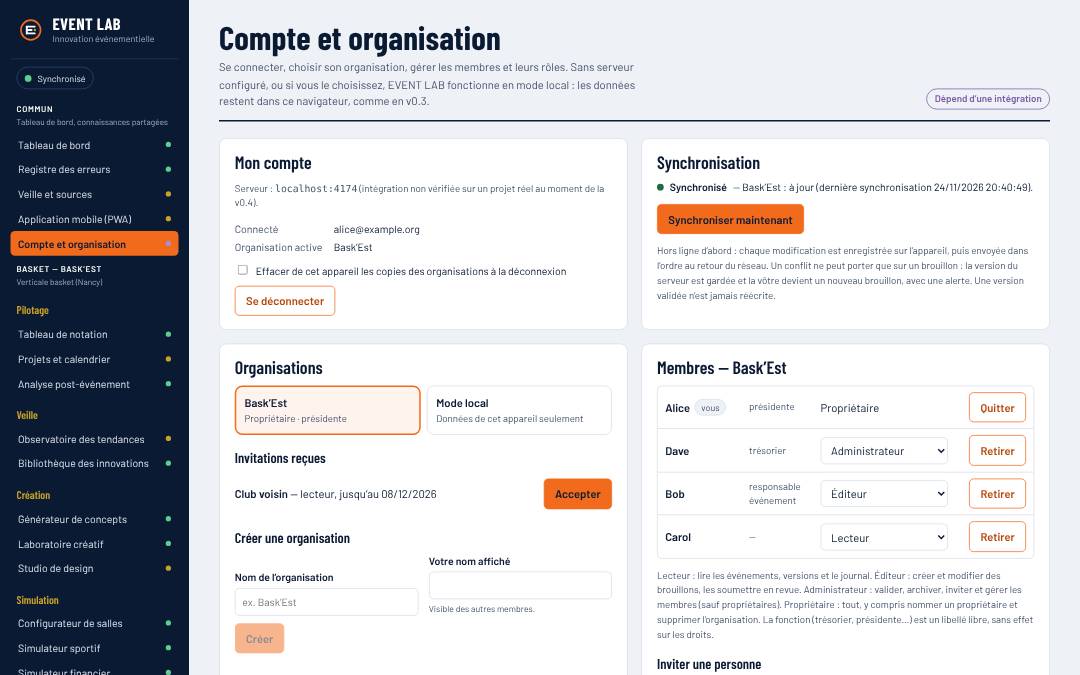 EVENT LAB
Innovation événementielle
Synchronisé
COMMUN
Tableau de bord, connaissances partagées
Tableau de bord
Registre des erreurs
Veille et sources
Application mobile (PWA)
Compte et organisation
BASKET — BASK'EST
Verticale basket (Nancy)
Pilotage
Tableau de notation
Projets et calendrier
Analyse post-événement
Veille
Observatoire des tendances
Bibliothèque des innovations
Création
Générateur de concepts
Laboratoire créatif
Studio de design
Simulation
Configurateur de salles
Simulateur sportif
Simulateur financier
Compte et organisation
Se connecter, choisir son organisation, gérer les membres et leurs rôles. Sans serveur
configuré, ou si vous le choisissez, EVENT LAB fonctionne en mode local : les données
restent dans ce navigateur, comme en v0.3.
Dépend d'une intégration
Mon compte
Serveur : localhost:4174 (intégration non vérifiée sur un projet réel au moment de la
v0.4).
Connecté alice@example.org
Organisation active Bask'Est
Effacer de cet appareil les copies des organisations à la déconnexion
Se déconnecter
Synchronisation
Synchronisé — Bask'Est : à jour (dernière synchronisation 24/11/2026 20:40:49).
Synchroniser maintenant
Hors ligne d'abord : chaque modification est enregistrée sur l'appareil, puis envoyée dans
l'ordre au retour du réseau. Un conflit ne peut porter que sur un brouillon : la version du
serveur est gardée et la vôtre devient un nouveau brouillon, avec une alerte. Une version
validée n'est jamais réécrite.
Organisations
Bask'Est
Propriétaire · présidente
Mode local
Données de cet appareil seulement
Invitations reçues
Club voisin — lecteur, jusqu'au 08/12/2026
Accepter
Créer une organisation
Nom de l'organisation
ex. Bask'Est
Votre nom affiché
Visible des autres membres.
Créer
Membres — Bask'Est
Alice vous présidente Propriétaire Quitter
Dave trésorier Administrateur Retirer
Bob responsable événement Éditeur Retirer
Carol — Lecteur Retirer
Lecteur : lire les événements, versions et le journal. Éditeur : créer et modifier des
brouillons, les soumettre en revue. Administrateur : valider, archiver, inviter et gérer les
membres (sauf propriétaires). Propriétaire : tout, y compris nommer un propriétaire et
supprimer l'organisation. La fonction (trésorier, présidente…) est un libellé libre, sans effet
sur les droits.
Inviter une personne